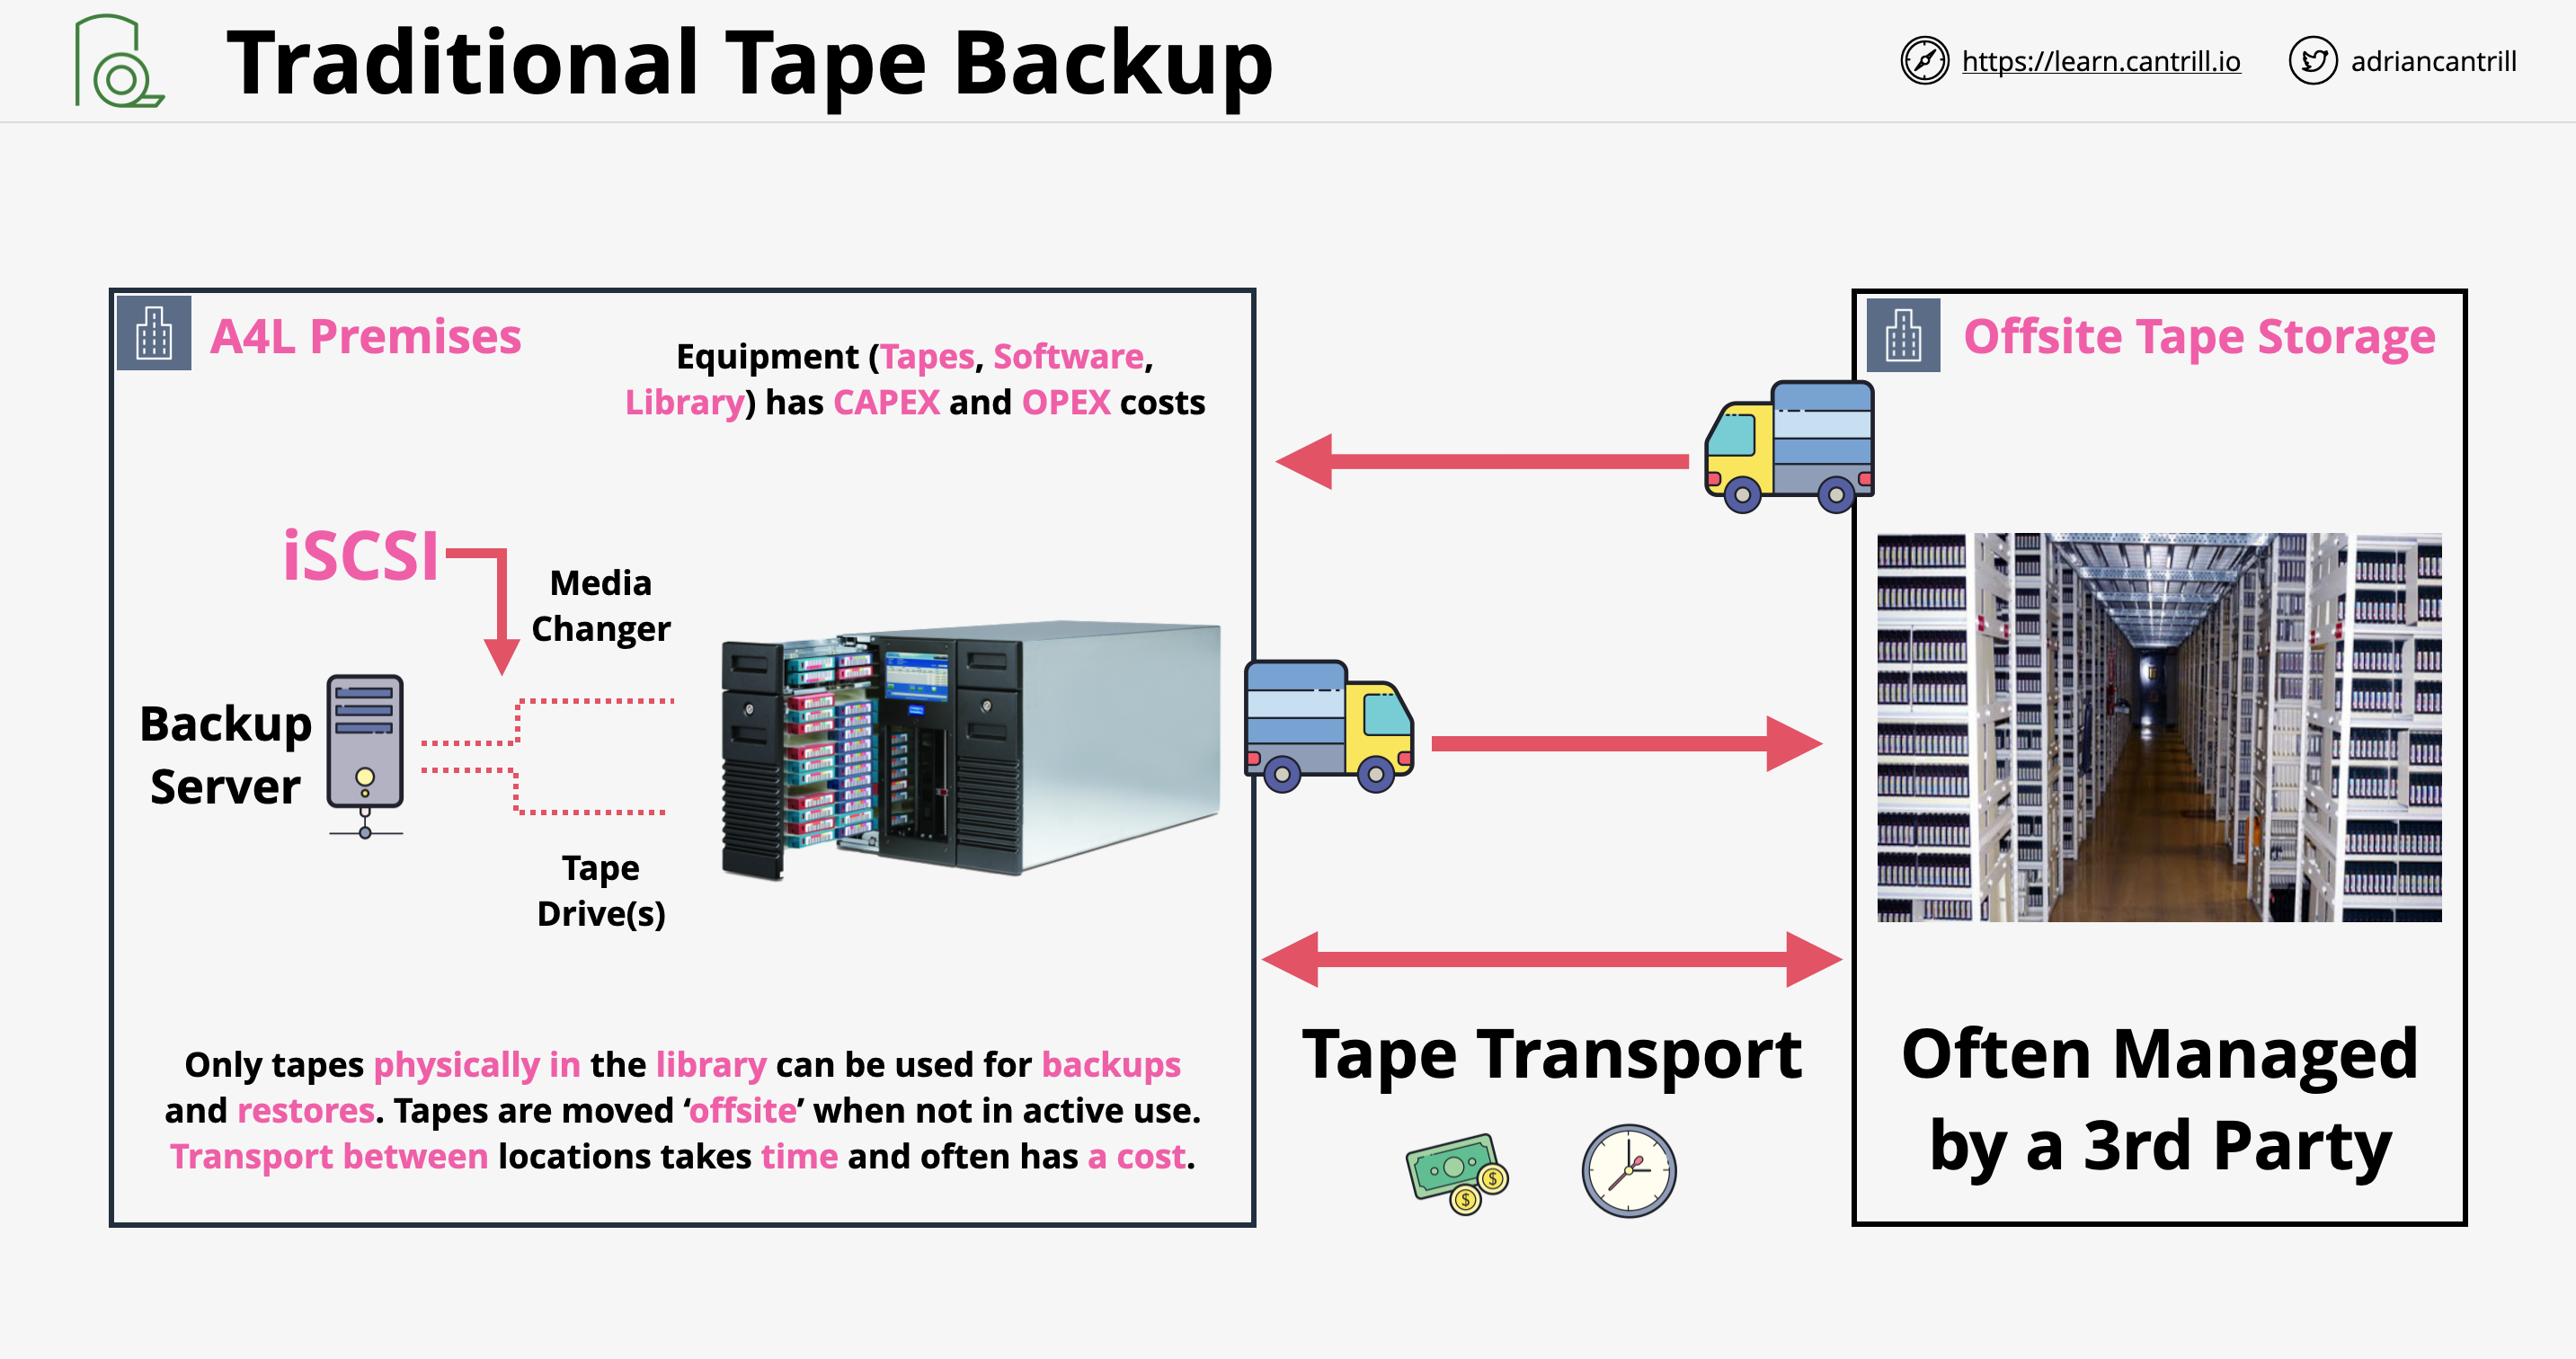 Traditional Tape Backup
https://learn.cantrill.io
adriancantrill
A4L Premises
Equipment (Tapes, Software,
Library) has CAPEX and OPEX costs
iSCSI
Media
Changer
Backup
Server
Tape
Drive(s)
Only tapes physically in the library can be used for backups
and restores. Tapes are moved ‘offsite’ when not in active use.
Transport between locations takes time and often has a cost.
Tape Transport
Offsite Tape Storage
Often Managed
by a 3rd Party